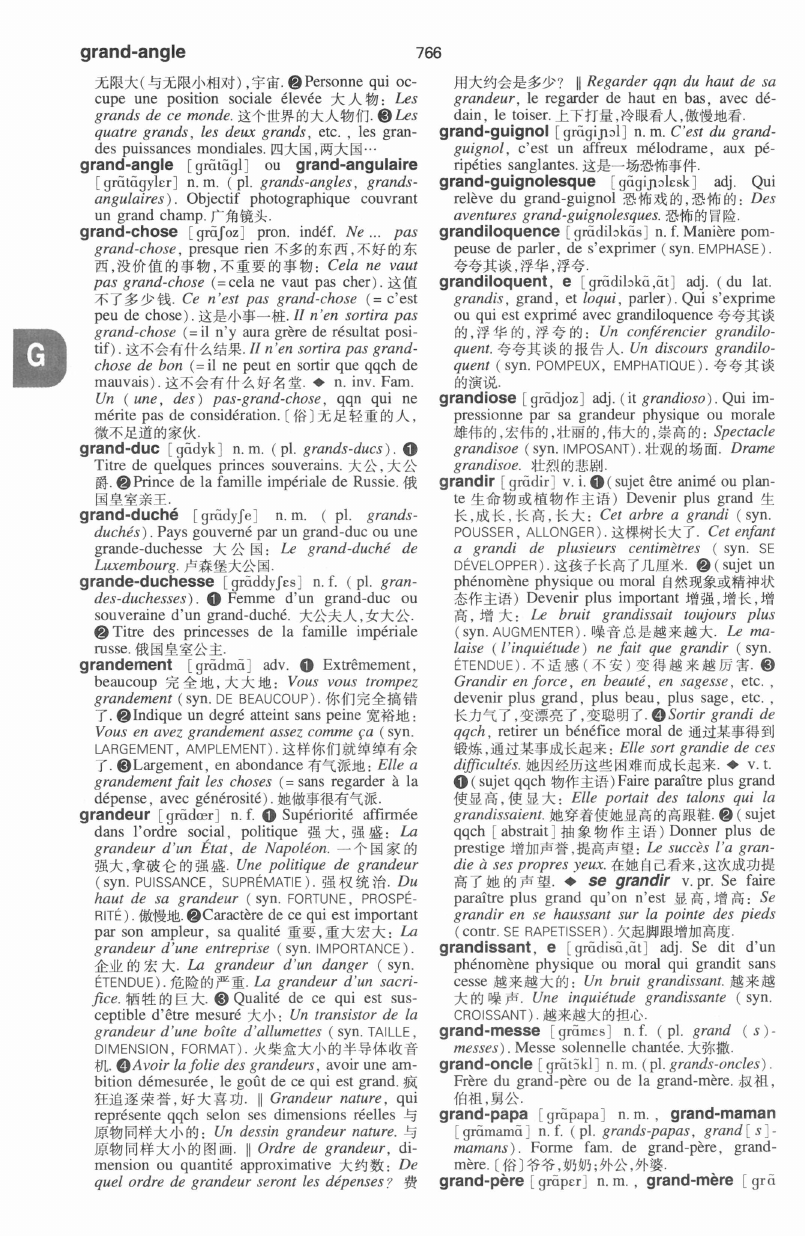 grand-angle
766
无限大(与无限小相对),宇宙. ❷Personne qui oc-
cupe une position sociale élevée 大人物: Les
grands de ce monde. 这个世界的大人物们. ❸Les
quatre grands, les deux grands, etc. , les gran-
des puissances mondiales. 四大国,两大国…
grand-angle [grɑ̃tɑ̃gl] ou grand-angulaire
[grɑ̃tɑ̃gylɛr] n. m. ( pl. grands-angles, grands-
angulaires). Objectif photographique couvrant
un grand champ. 广角镜头.
grand-chose [grɑ̃ʃoz] pron. indéf. Ne ... pas
grand-chose, presque rien 不多的东西,不好的东
西,没价值的事物,不重要的事物: Cela ne vaut
pas grand-chose (=cela ne vaut pas cher). 这值
不了多少钱. Ce n'est pas grand-chose (= c'est
peu de chose). 这是小事一桩. Il n'en sortira pas
grand-chose (=il n'y aura grère de résultat posi-
tif). 这不会有什么结果. Il n'en sortira pas grand-
chose de bon (=il ne peut en sortir que qqch de
mauvais). 这不会有什么好名堂. ◆ n. inv. Fam.
Un ( une, des) pas-grand-chose, qqn qui ne
mérite pas de considération. [俗]无足轻重的人,
微不足道的家伙.
grand-duc [gɑ̃dyk] n. m. ( pl. grands-ducs). ❶
Titre de quelques princes souverains. 大公,大公
爵. ❷Prince de la famille impériale de Russie. 俄
国皇室亲王.
grand-duché [grɑ̃dyʃe] n. m. ( pl. grands-
duchés). Pays gouverné par un grand-duc ou une
grande-duchesse 大公国: Le grand-duché de
Luxembourg. 卢森堡大公国.
grande-duchesse [grɑ̃ddyʃɛs] n. f. ( pl. gran-
des-duchesses). ❶ Femme d'un grand-duc ou
souveraine d'un grand-duché. 大公夫人,女大公.
❷ Titre des princesses de la famille impériale
russe. 俄国皇室公主.
grandement [grɑ̃dmɑ̃] adv. ❶ Extrêmement,
beaucoup 完全地,大大地: Vous vous trompez
grandement (syn. DE BEAUCOUP). 你们完全搞错
了. ❷Indique un degré atteint sans peine 宽裕地:
Vous en avez grandement assez comme ça (syn.
LARGEMENT, AMPLEMENT). 这样你们就绰绰有余
了. ❸Largement, en abondance 有气派地: Elle a
grandement fait les choses (= sans regarder à la
dépense, avec générosité). 她做事很有气派.
grandeur [grɑ̃dœr] n. f. ❶ Supériorité affirmée
dans l'ordre social, politique 强大,强盛: La
grandeur d'un État, de Napoléon. 一个国家的
强大,拿破仑的强盛. Une politique de grandeur
(syn. PUISSANCE, SUPRÉMATIE). 强权统治. Du
haut de sa grandeur (syn. FORTUNE, PROSPÉ-
RITÉ). 傲慢地. ❷Caractère de ce qui est important
par son ampleur, sa qualité 重要,重大宏大: La
grandeur d'une entreprise (syn. IMPORTANCE).
企业的宏大. La grandeur d'un danger (syn.
ÉTENDUE). 危险的严重. La grandeur d'un sacri-
fice. 牺牲的巨大. ❸ Qualité de ce qui est sus-
ceptible d'être mesuré 大小: Un transistor de la
grandeur d'une boîte d'allumettes (syn. TAILLE,
DIMENSION, FORMAT). 火柴盒大小的半导体收音
机. ❹Avoir la folie des grandeurs, avoir une am-
bition démesurée, le goût de ce qui est grand. 疯
狂追逐荣誉,好大喜功. ‖ Grandeur nature, qui
représente qqch selon ses dimensions réelles 与
原物同样大小的: Un dessin grandeur nature. 与
原物同样大小的图画. ‖ Ordre de grandeur, di-
mension ou quantité approximative 大约数: De
quel ordre de grandeur seront les dépenses? 费
G
用大约会是多少? ‖ Regarder qqn du haut de sa
grandeur, le regarder de haut en bas, avec dé-
dain, le toiser. 上下打量,冷眼看人,傲慢地看.
grand-guignol [grɑ̃giɲɔl] n. m. C'est du grand-
guignol, c'est un affreux mélodrame, aux pé-
ripéties sanglantes. 这是一场恐怖事件.
grand-guignolesque [gɑ̃giɲɔlɛsk] adj. Qui
relève du grand-guignol 恐怖戏的,恐怖的: Des
aventures grand-guignolesques. 恐怖的冒险.
grandiloquence [grɑ̃dilɔkɑ̃s] n. f. Manière pom-
peuse de parler, de s'exprimer (syn. EMPHASE).
夸夸其谈,浮华,浮夸.
grandiloquent, e [grɑ̃dilɔkɑ̃,ɑ̃t] adj. ( du lat.
grandis, grand, et loqui, parler). Qui s'exprime
ou qui est exprimé avec grandiloquence 夸夸其谈
的,浮华的,浮夸的: Un conférencier grandilo-
quent. 夸夸其谈的报告人. Un discours grandilo-
quent (syn. POMPEUX, EMPHATIQUE). 夸夸其谈
的演说.
grandiose [grɑ̃djoz] adj. (it grandioso). Qui im-
pressionne par sa grandeur physique ou morale
雄伟的,宏伟的,壮丽的,伟大的,崇高的: Spectacle
grandisoe (syn. IMPOSANT). 壮观的场面. Drame
grandisoe. 壮烈的悲剧.
grandir [grɑ̃dir] v. i. ❶(sujet être animé ou plan-
te 生命物或植物作主语) Devenir plus grand 生
长,成长,长高,长大: Cet arbre a grandi (syn.
POUSSER, ALLONGER). 这棵树长大了. Cet enfant
a grandi de plusieurs centimètres ( syn. SE
DÉVELOPPER). 这孩子长高了几厘米. ❷(sujet un
phénomène physique ou moral 自然现象或精神状
态作主语) Devenir plus important 增强,增长,增
高,增大: Le bruit grandissait toujours plus
(syn. AUGMENTER). 噪音总是越来越大. Le ma-
laise ( l'inquiétude) ne fait que grandir (syn.
ÉTENDUE). 不适感(不安)变得越来越厉害. ❸
Grandir en force, en beauté, en sagesse, etc. ,
devenir plus grand, plus beau, plus sage, etc. ,
长力气了,变漂亮了,变聪明了. ❹Sortir grandi de
qqch, retirer un bénéfice moral de 通过某事得到
锻炼,通过某事成长起来: Elle sort grandie de ces
difficultés. 她因经历这些困难而成长起来. ◆ v. t.
❶(sujet qqch 物作主语)Faire paraître plus grand
使显高,使显大: Elle portait des talons qui la
grandissaient. 她穿着使她显高的高跟鞋. ❷(sujet
qqch [abstrait]抽象物作主语) Donner plus de
prestige 增加声誉,提高声望: Le succès l'a gran-
die à ses propres yeux. 在她自己看来,这次成功提
高了她的声望. ◆ se grandir v. pr. Se faire
paraître plus grand qu'on n'est 显高,增高: Se
grandir en se haussant sur la pointe des pieds
(contr. SE RAPETISSER). 欠起脚跟增加高度.
grandissant, e [grɑ̃disɑ̃,ɑ̃t] adj. Se dit d'un
phénomène physique ou moral qui grandit sans
cesse 越来越大的: Un bruit grandissant. 越来越
大的噪声. Une inquiétude grandissante ( syn.
CROISSANT). 越来越大的担心.
grand-messe [grɑ̃mɛs] n. f. ( pl. grand ( s)-
messes). Messe solennelle chantée. 大弥撒.
grand-oncle [grɑ̃tɔ̃kl] n. m. (pl. grands-oncles).
Frère du grand-père ou de la grand-mère. 叔祖,
伯祖,舅公.
grand-papa [grɑ̃papa] n. m. , grand-maman
[grɑ̃mamɑ̃] n. f. ( pl. grands-papas, grand[s]-
mamans). Forme fam. de grand-père, grand-
mère. [俗]爷爷,奶奶;外公,外婆.
grand-père [grɑ̃pɛr] n. m. , grand-mère [grɑ̃